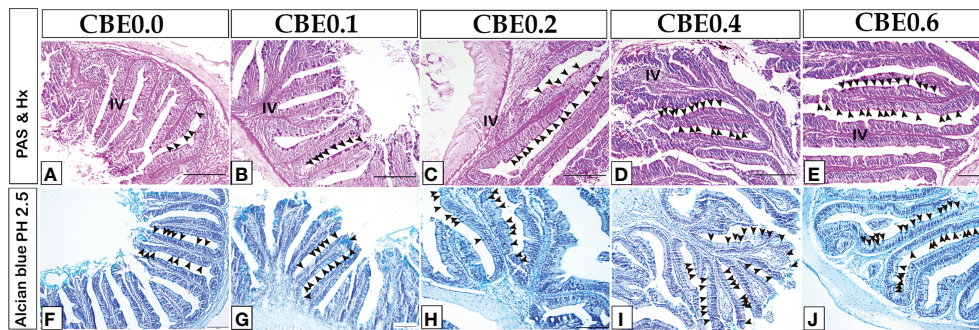 CBE0.0 CBE0.1 CBE0.2 CBE0.4 CBE0.6
PAS & Hx
IV IV IV IV IV
A B C D E
Alcian blue PH 2.5
F G H I J